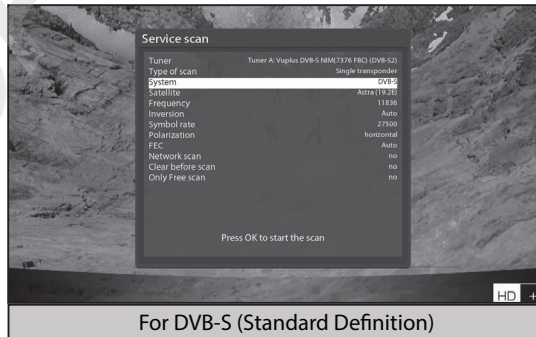 Service scan
Tuner Tuner A: Vuplus DVB-S NIM(7376 FBC) (DVB-S2)
Type of scan Single transponder
System DVB-S
Satellite Astra (19.2E)
Frequency 11836
Inversion Auto
Symbol rate 27500
Polarization horizontal
FEC Auto
Network scan no
Clear before scan no
Only Free scan no
Press OK to start the scan
HD +
For DVB-S (Standard Definition)